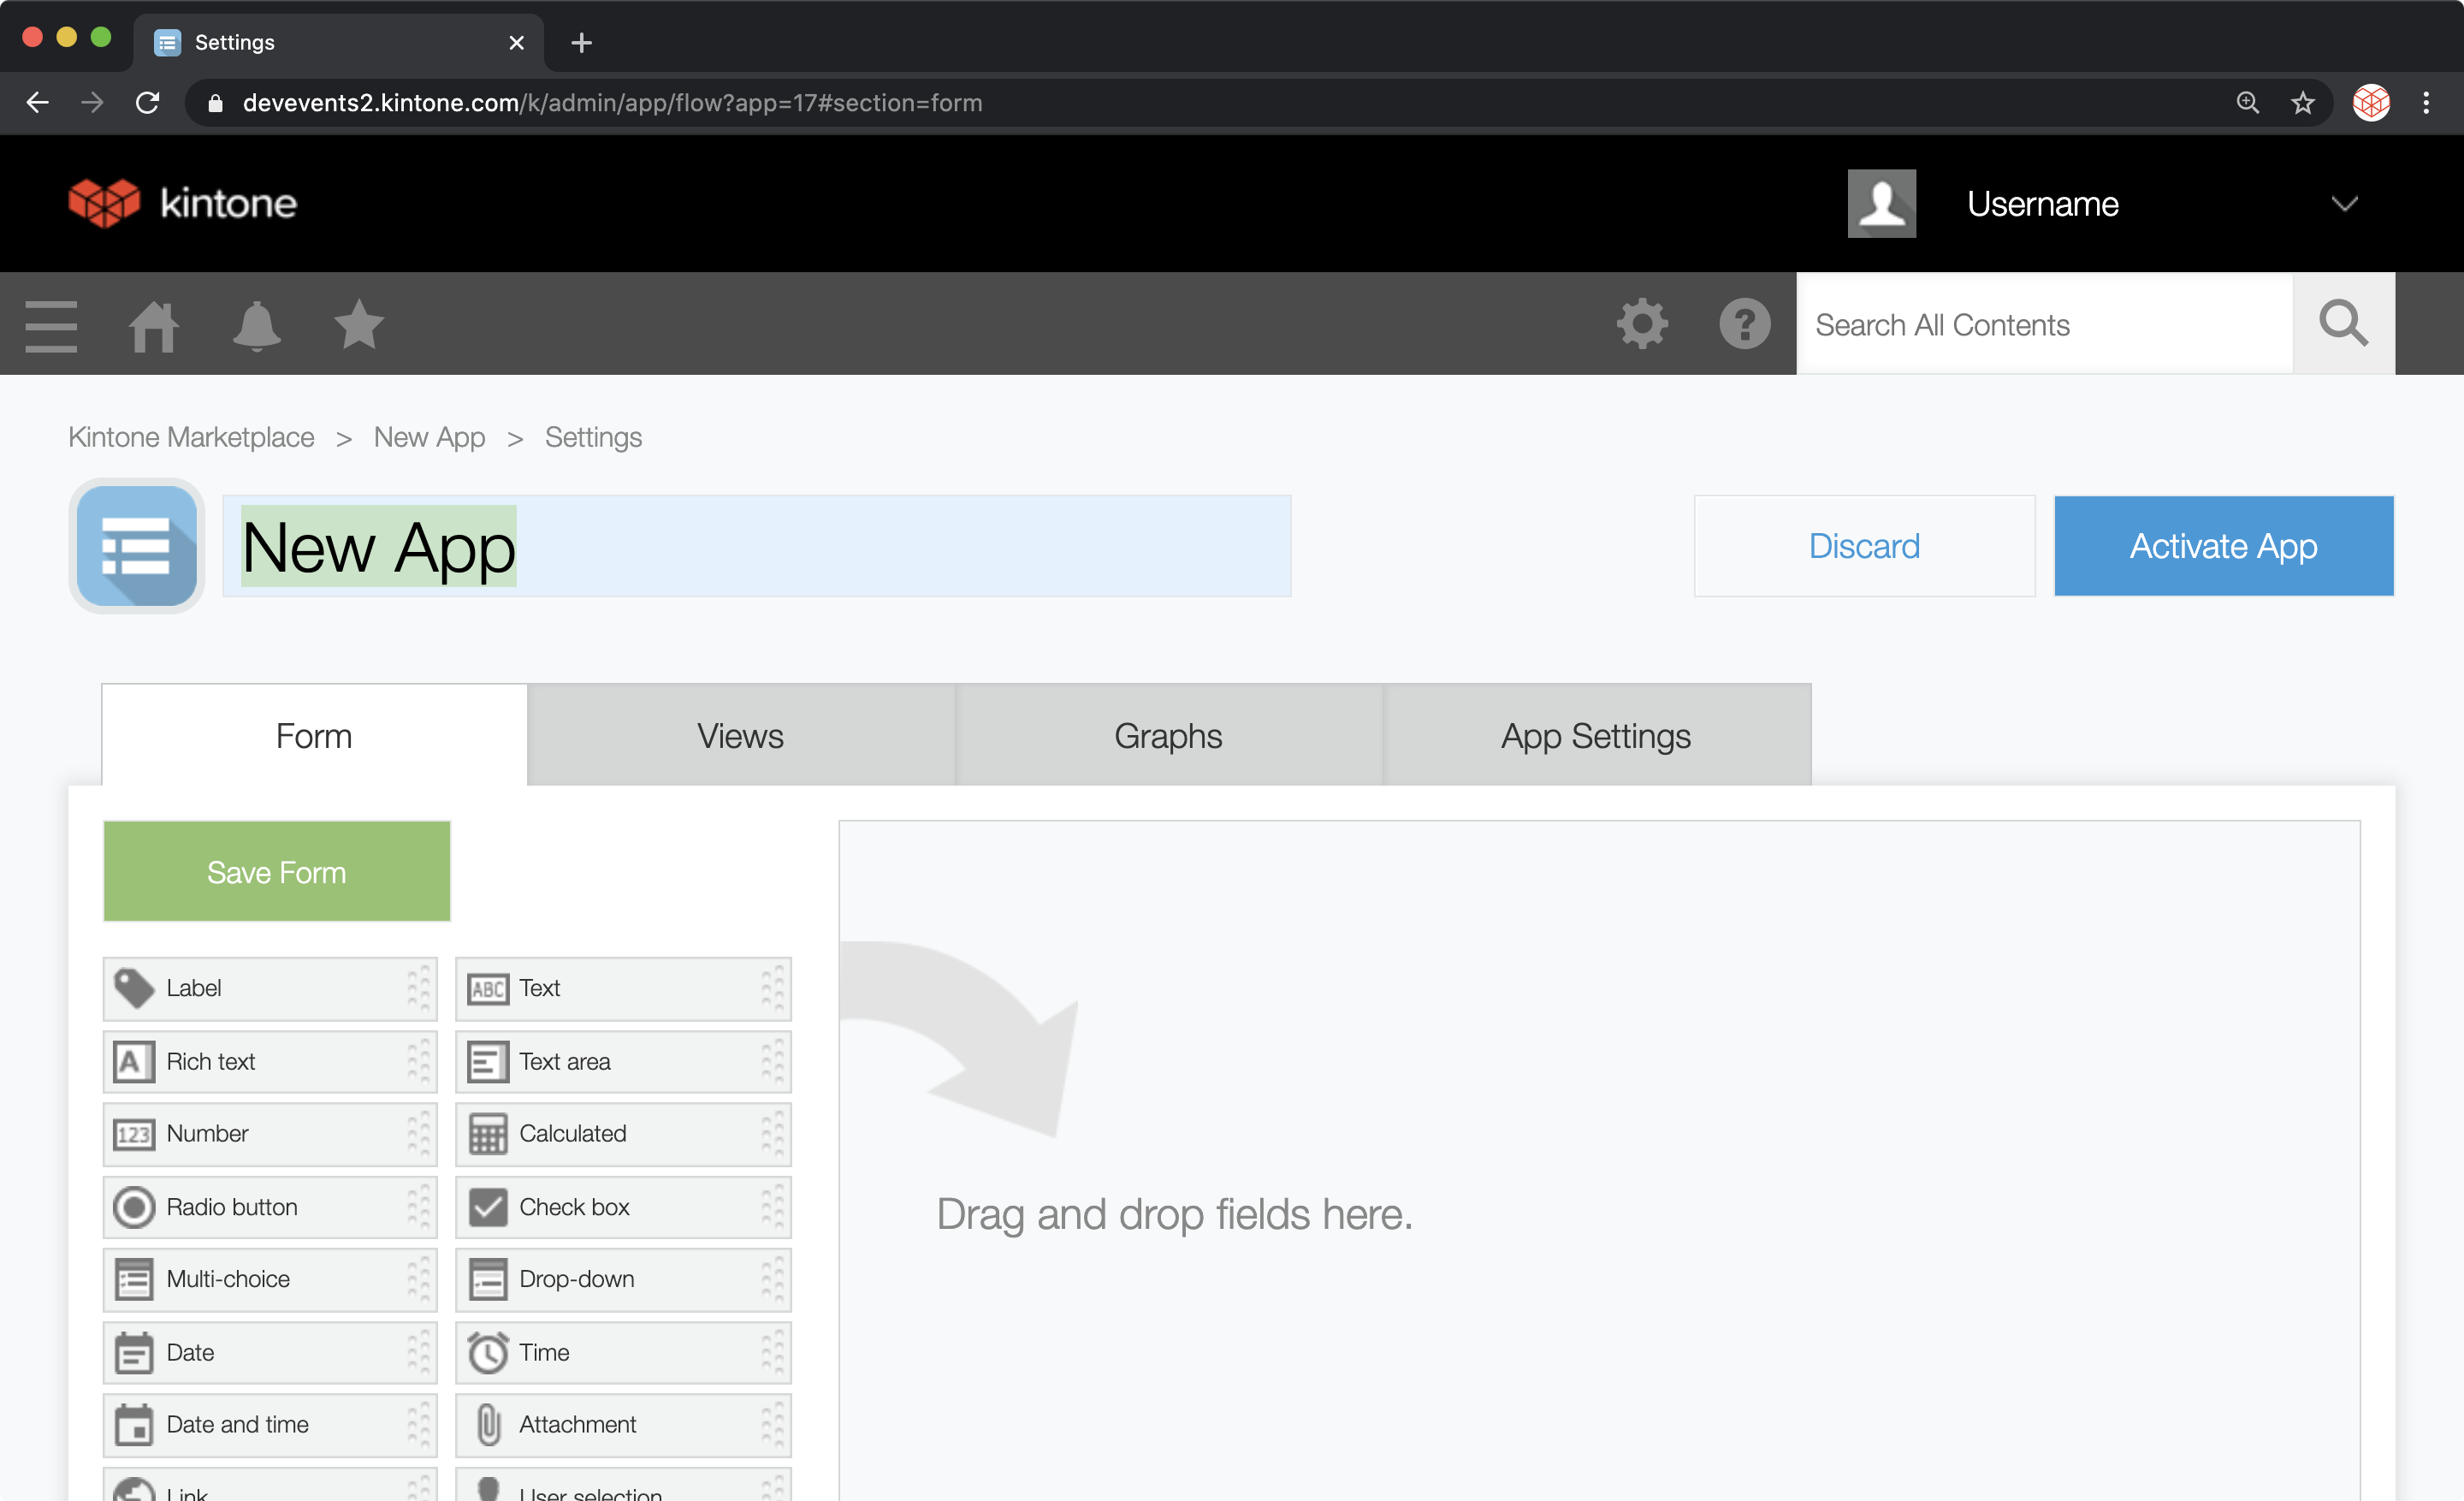 Settings
devevents2.kintone.com/k/admin/app/flow?app=17#section=form
kintone
Username
Search All Contents
Kintone Marketplace > New App > Settings
New App
Discard
Activate App
Form
Views
Graphs
App Settings
Save Form
Label
ABC Text
A Rich text
Text area
123 Number
Calculated
Radio button
Check box
Multi-choice
Drop-down
Date
Time
Date and time
Attachment
Link
User selection
Drag and drop fields here.